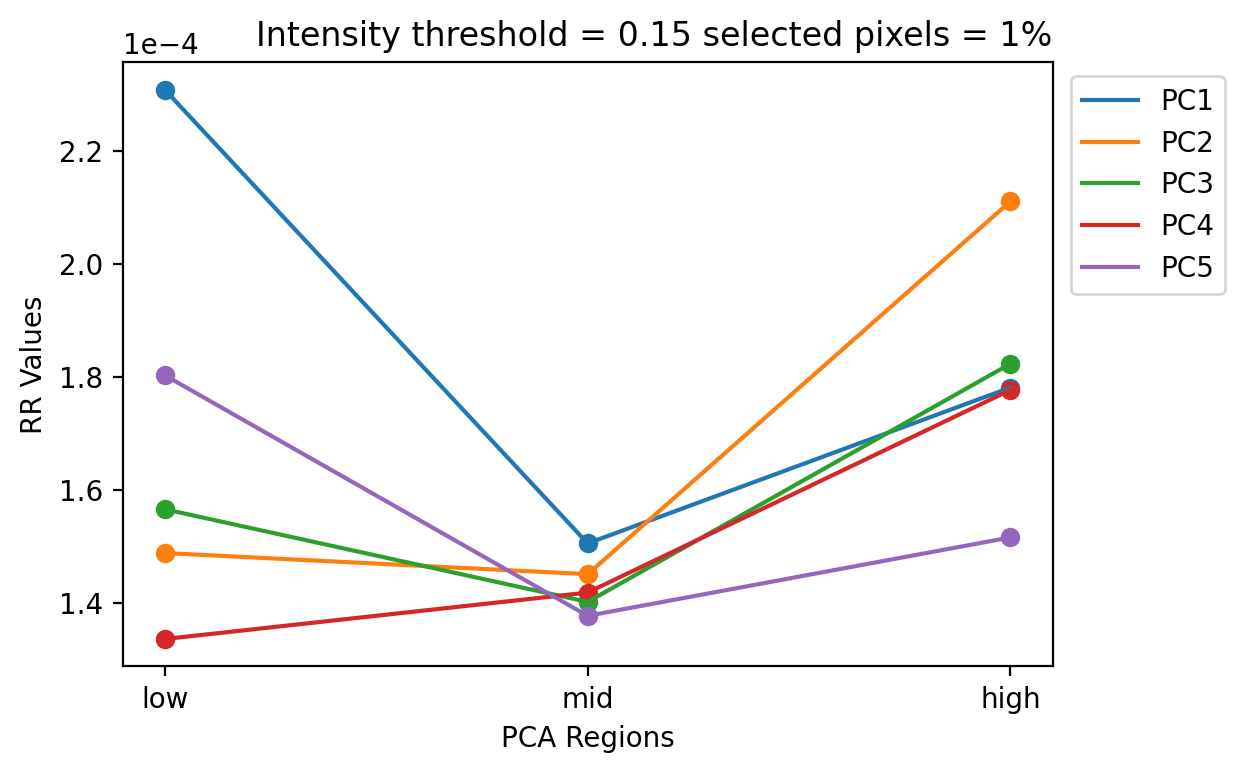 Intensity threshold = 0.15 selected pixels = 1%
1e−4
2.2
2.0
1.8
1.6
1.4
RR Values
low
mid
high
PCA Regions
PC1
PC2
PC3
PC4
PC5